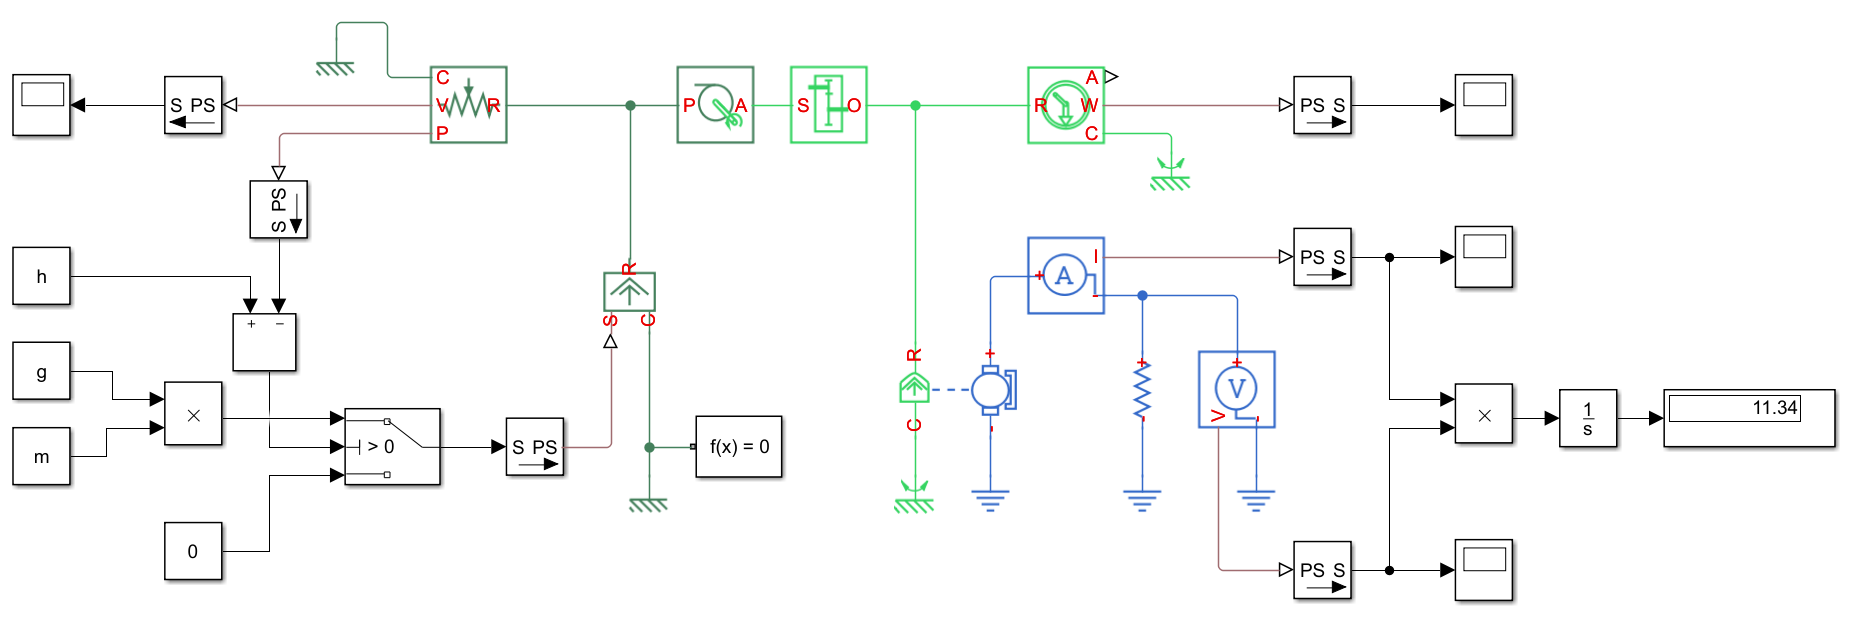 C
S PS
V
R
P
A
S
O
R
A
W
C
PS S
P
S PS
h
+
−
g
×
m
> 0
0
S PS
R
S
C
f(x) = 0
R
C
+
-
A
+
I
-
PS S
+
-
+
V
V
-
PS S
×
1
s
11.34